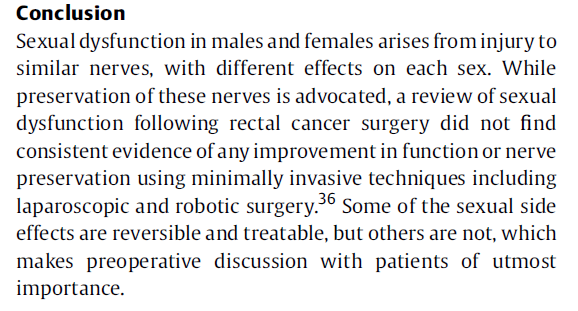 Conclusion
Sexual dysfunction in males and females arises from injury to
similar nerves, with different effects on each sex. While
preservation of these nerves is advocated, a review of sexual
dysfunction following rectal cancer surgery did not find
consistent evidence of any improvement in function or nerve
preservation using minimally invasive techniques including
laparoscopic and robotic surgery.36 Some of the sexual side
effects are reversible and treatable, but others are not, which
makes preoperative discussion with patients of utmost
importance.